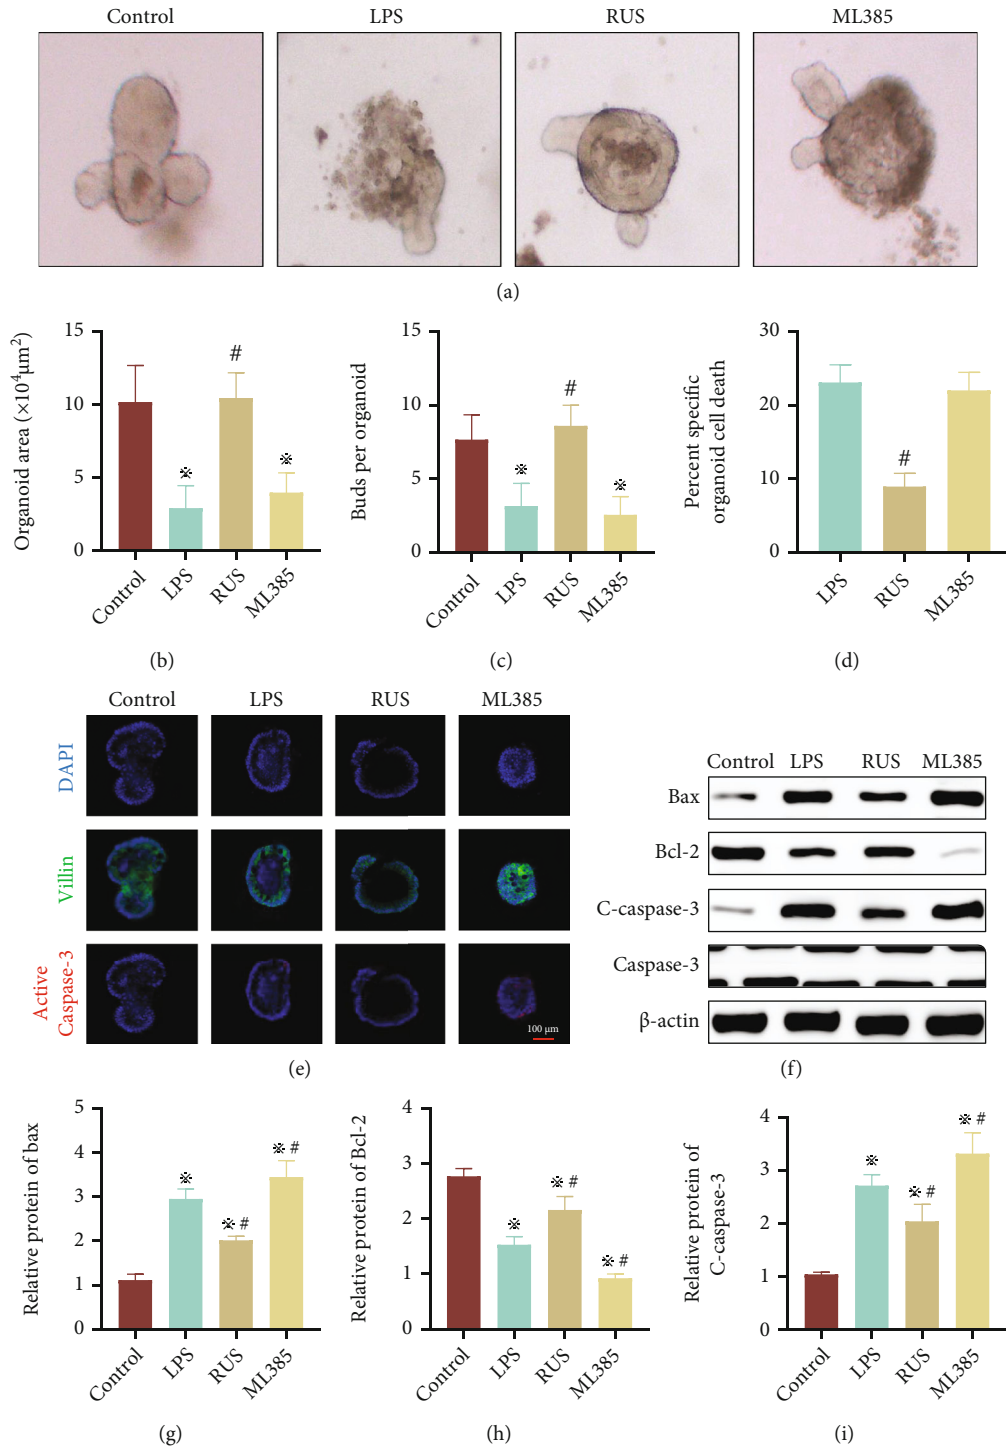 Control LPS RUS ML385
(a)
Organoid area (×10⁴μm²)
15
10
5
0
※ # ※
Control LPS RUS ML385
(b)
Buds per organoid
15
10
5
0
※ # ※
Control LPS RUS ML385
(c)
Percent specific
organoid cell death
30
20
10
0
#
LPS RUS ML385
(d)
Control LPS RUS ML385
DAPI
Villin
Active
Caspase-3
100 μm
(e)
Control LPS RUS ML385
Bax
Bcl-2
C-caspase-3
Caspase-3
β-actin
(f)
Relative protein of bax
5
4
3
2
1
0
※ ※ # ※ #
Control LPS RUS ML385
(g)
Relative protein of Bcl-2
4
3
2
1
0
※ ※ # ※ #
Control LPS RUS ML385
(h)
Relative protein of
C-caspase-3
4
3
2
1
0
※ ※ # ※ #
Control LPS RUS ML385
(i)